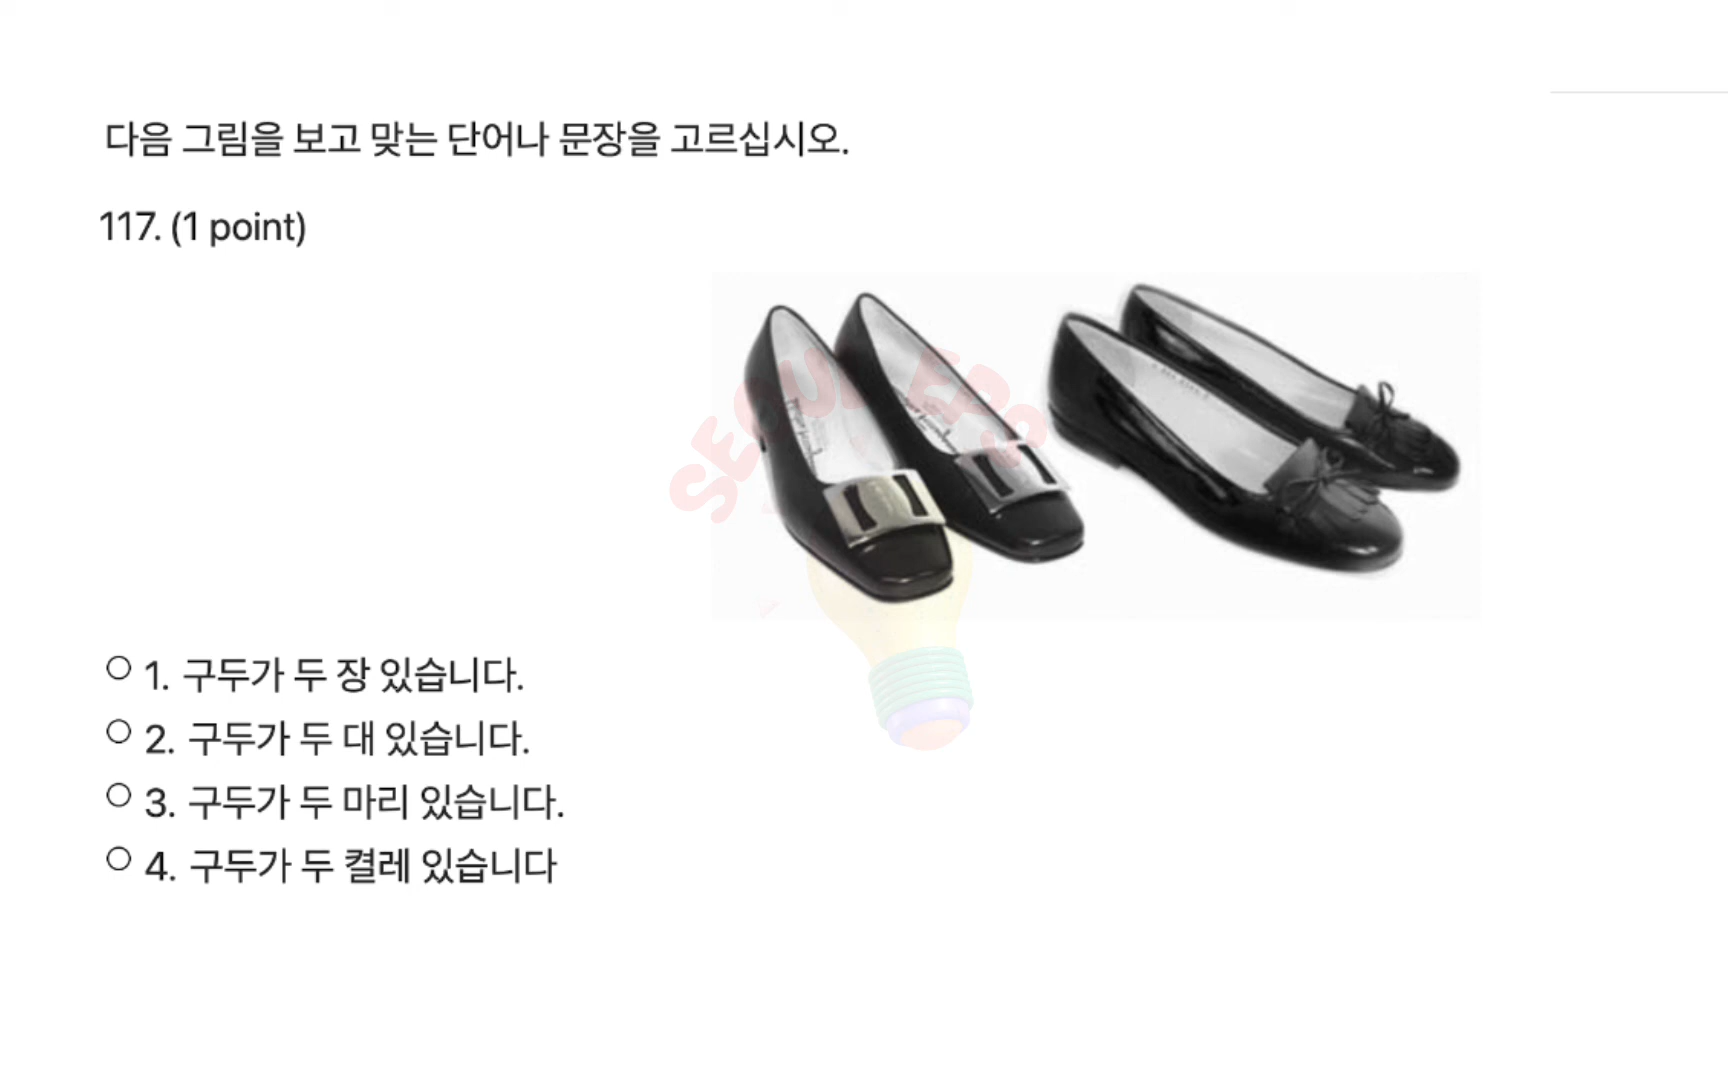 다음 그림을 보고 맞는 단어나 문장을 고르십시오.
117. (1 point)
1. 구두가 두 장 있습니다.
2. 구두가 두 대 있습니다.
3. 구두가 두 마리 있습니다.
4. 구두가 두 켤레 있습니다